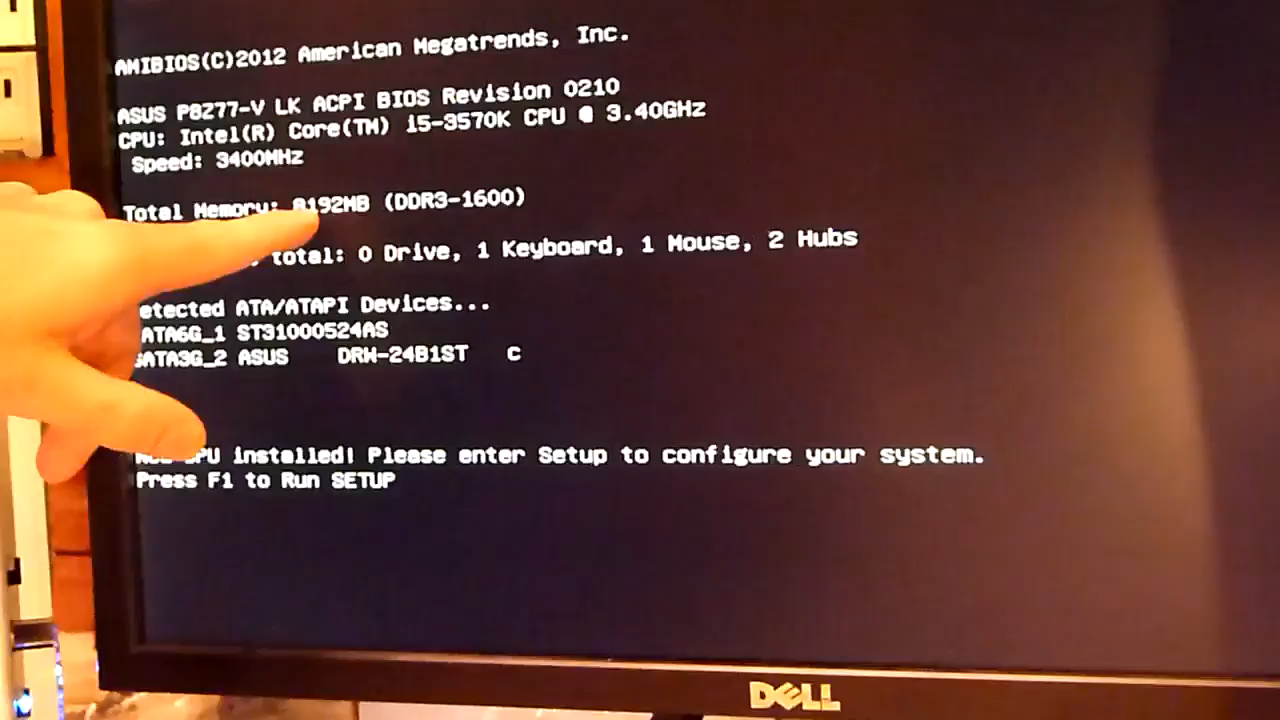 AMIBIOS(C)2012 American Megatrends, Inc.
ASUS P8Z77-V LK ACPI BIOS Revision 0210
CPU: Intel(R) Core(TM) i5-3570K CPU @ 3.40GHz
Speed: 3400MHz
Total Memory: 8192MB (DDR3-1600)
total: 0 Drive, 1 Keyboard, 1 Mouse, 2 Hubs
etected ATA/ATAPI Devices...
ATA6G_1 ST31000524AS
SATA3G_2 ASUS DRW-24B1ST c
installed! Please enter Setup to configure your system.
Press F1 to Run SETUP
DELL